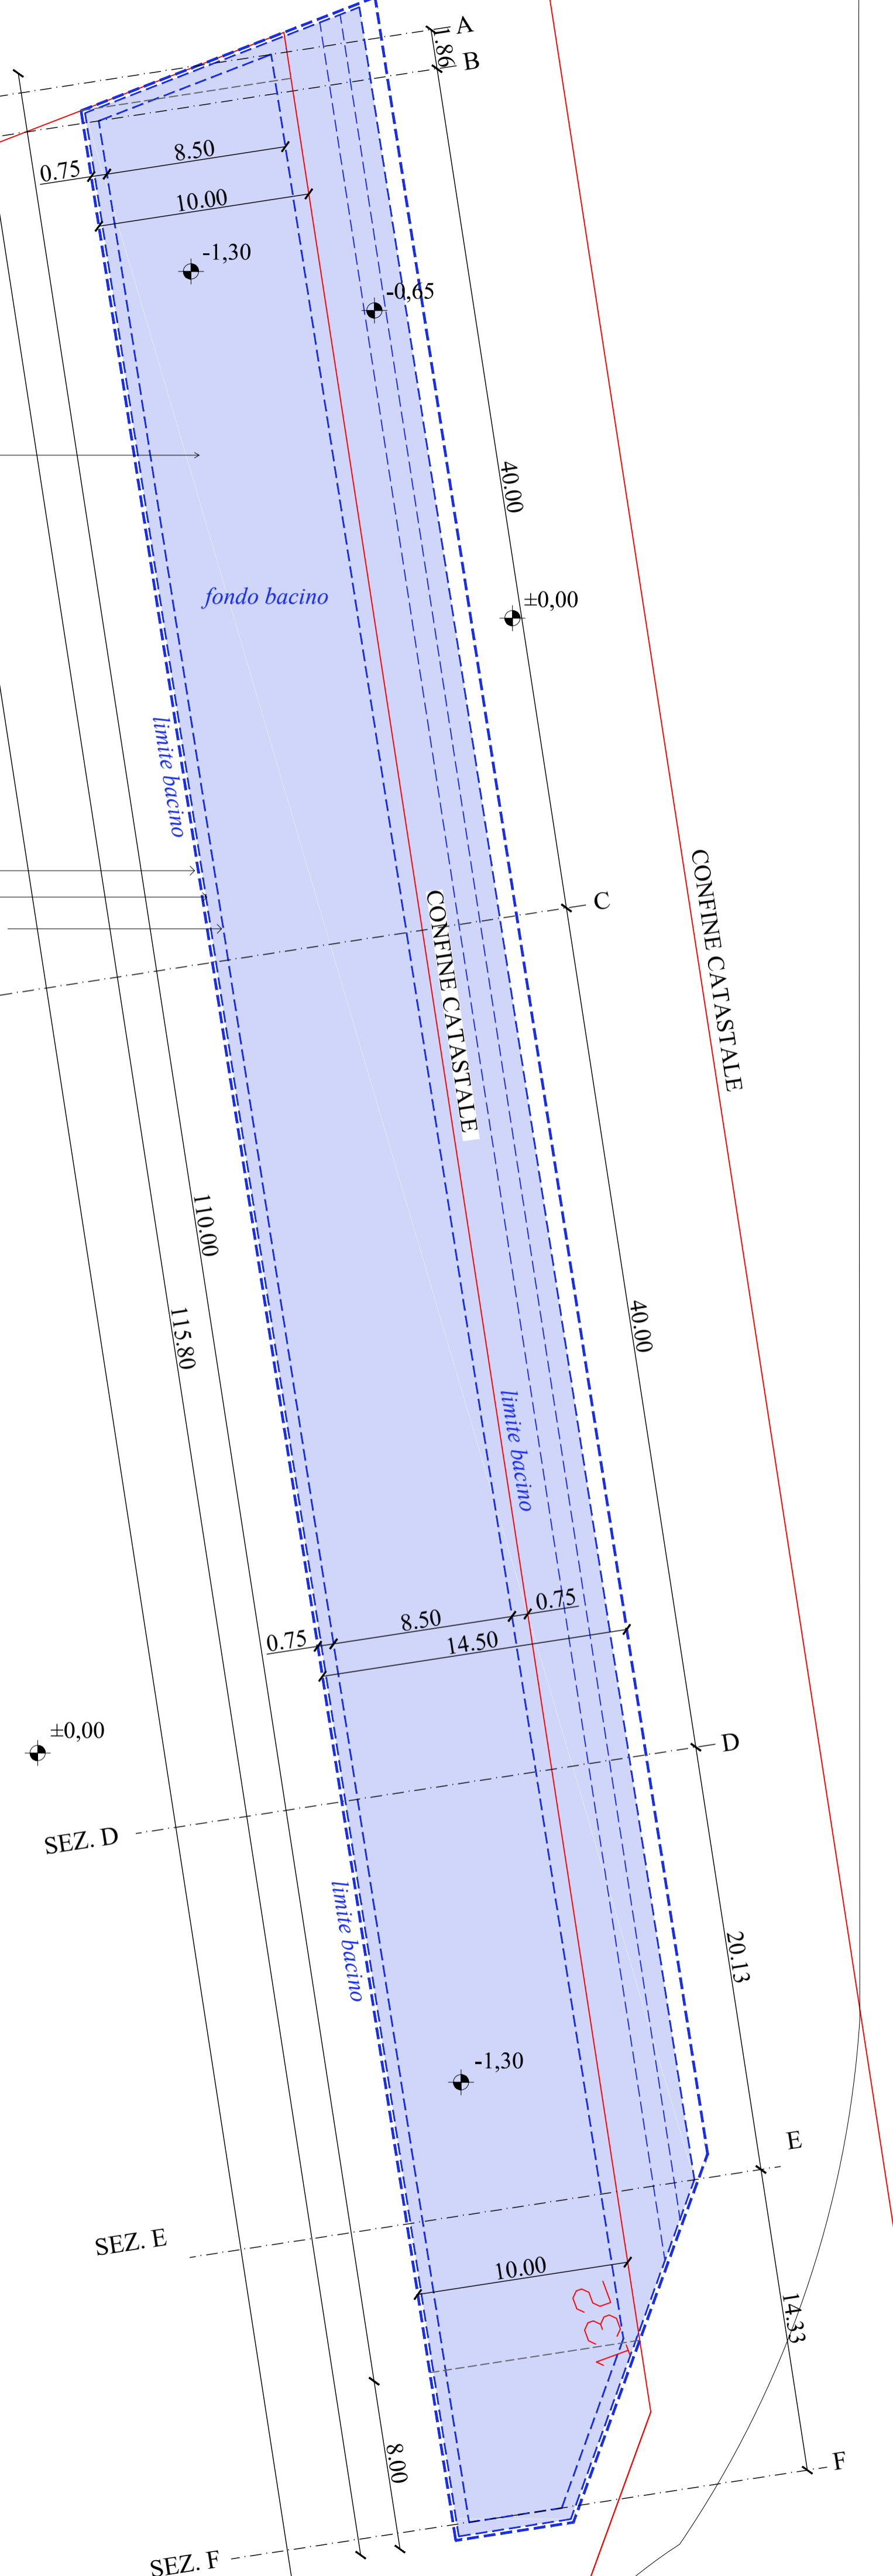 A
1.86
B
8.50
0.75
10.00
-1,30
-0,65
40.00
fondo bacino
±0,00
limite bacino
CONFINE CATASTALE
C
CONFINE CATASTALE
110.00
115.80
40.00
limite bacino
0.75
8.50
0.75
14.50
±0,00
D
SEZ. D
limite bacino
20.13
-1,30
E
SEZ. E
10.00
132
14.33
8.00
F
SEZ. F